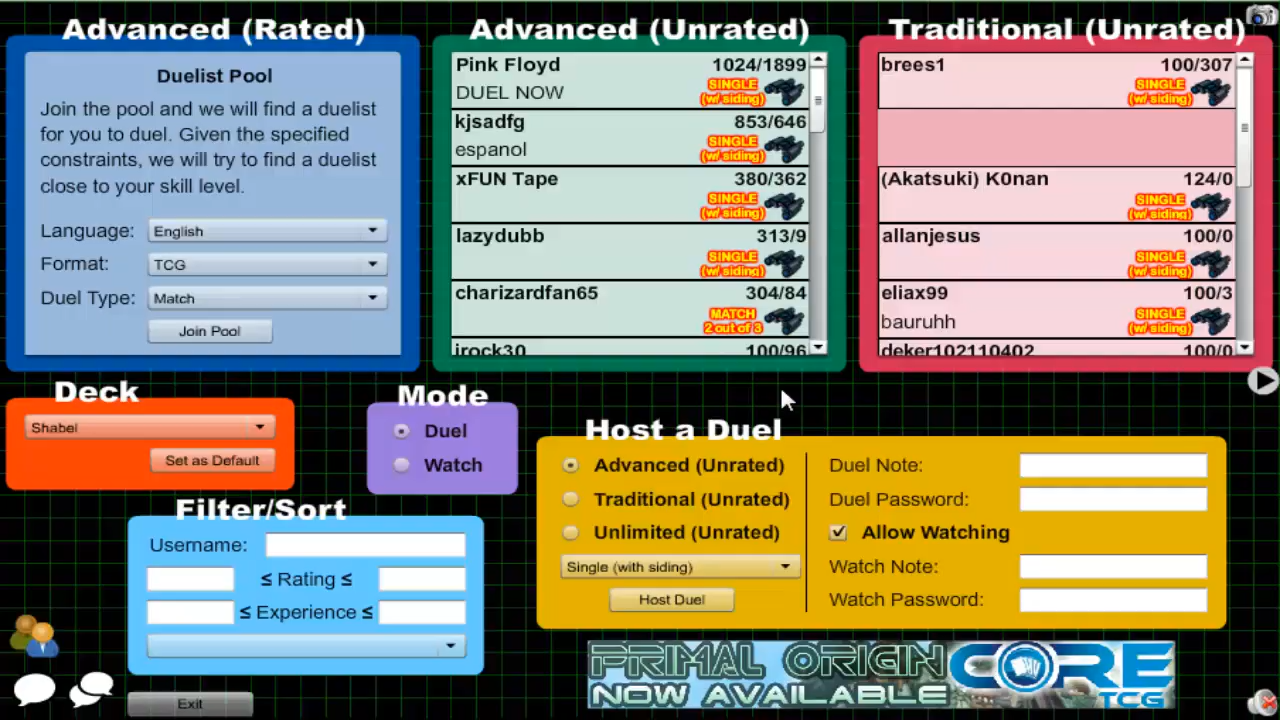 Advanced (Rated)
Duelist Pool
Join the pool and we will find a duelist
for you to duel. Given the specified
constraints, we will try to find a duelist
close to your skill level.
Language: English
Format: TCG
Duel Type: Match
Join Pool
Advanced (Unrated)
Pink Floyd 1024/1899
DUEL NOW SINGLE
(w/ siding)
kjsadfg 853/646
espanol SINGLE
(w/ siding)
xFUN Tape 380/362
SINGLE
(w/ siding)
lazydubb 313/9
SINGLE
(w/ siding)
charizardfan65 304/84
MATCH
2 out of 3
irock30 100/96
Traditional (Unrated)
brees1 100/307
SINGLE
(w/ siding)
(Akatsuki) K0nan 124/0
SINGLE
(w/ siding)
allanjesus 100/0
SINGLE
(w/ siding)
eliax99 100/3
bauruhh SINGLE
(w/ siding)
deker102110402 100/0
Deck
Shabel
Set as Default
Mode
Duel
Watch
Filter/Sort
Username:
≤ Rating ≤
≤ Experience ≤
Exit
Host a Duel
Advanced (Unrated)
Traditional (Unrated)
Unlimited (Unrated)
Single (with siding)
Host Duel
Duel Note:
Duel Password:
Allow Watching
Watch Note:
Watch Password:
PRIMAL ORIGIN
NOW AVAILABLE
CORE
TCG